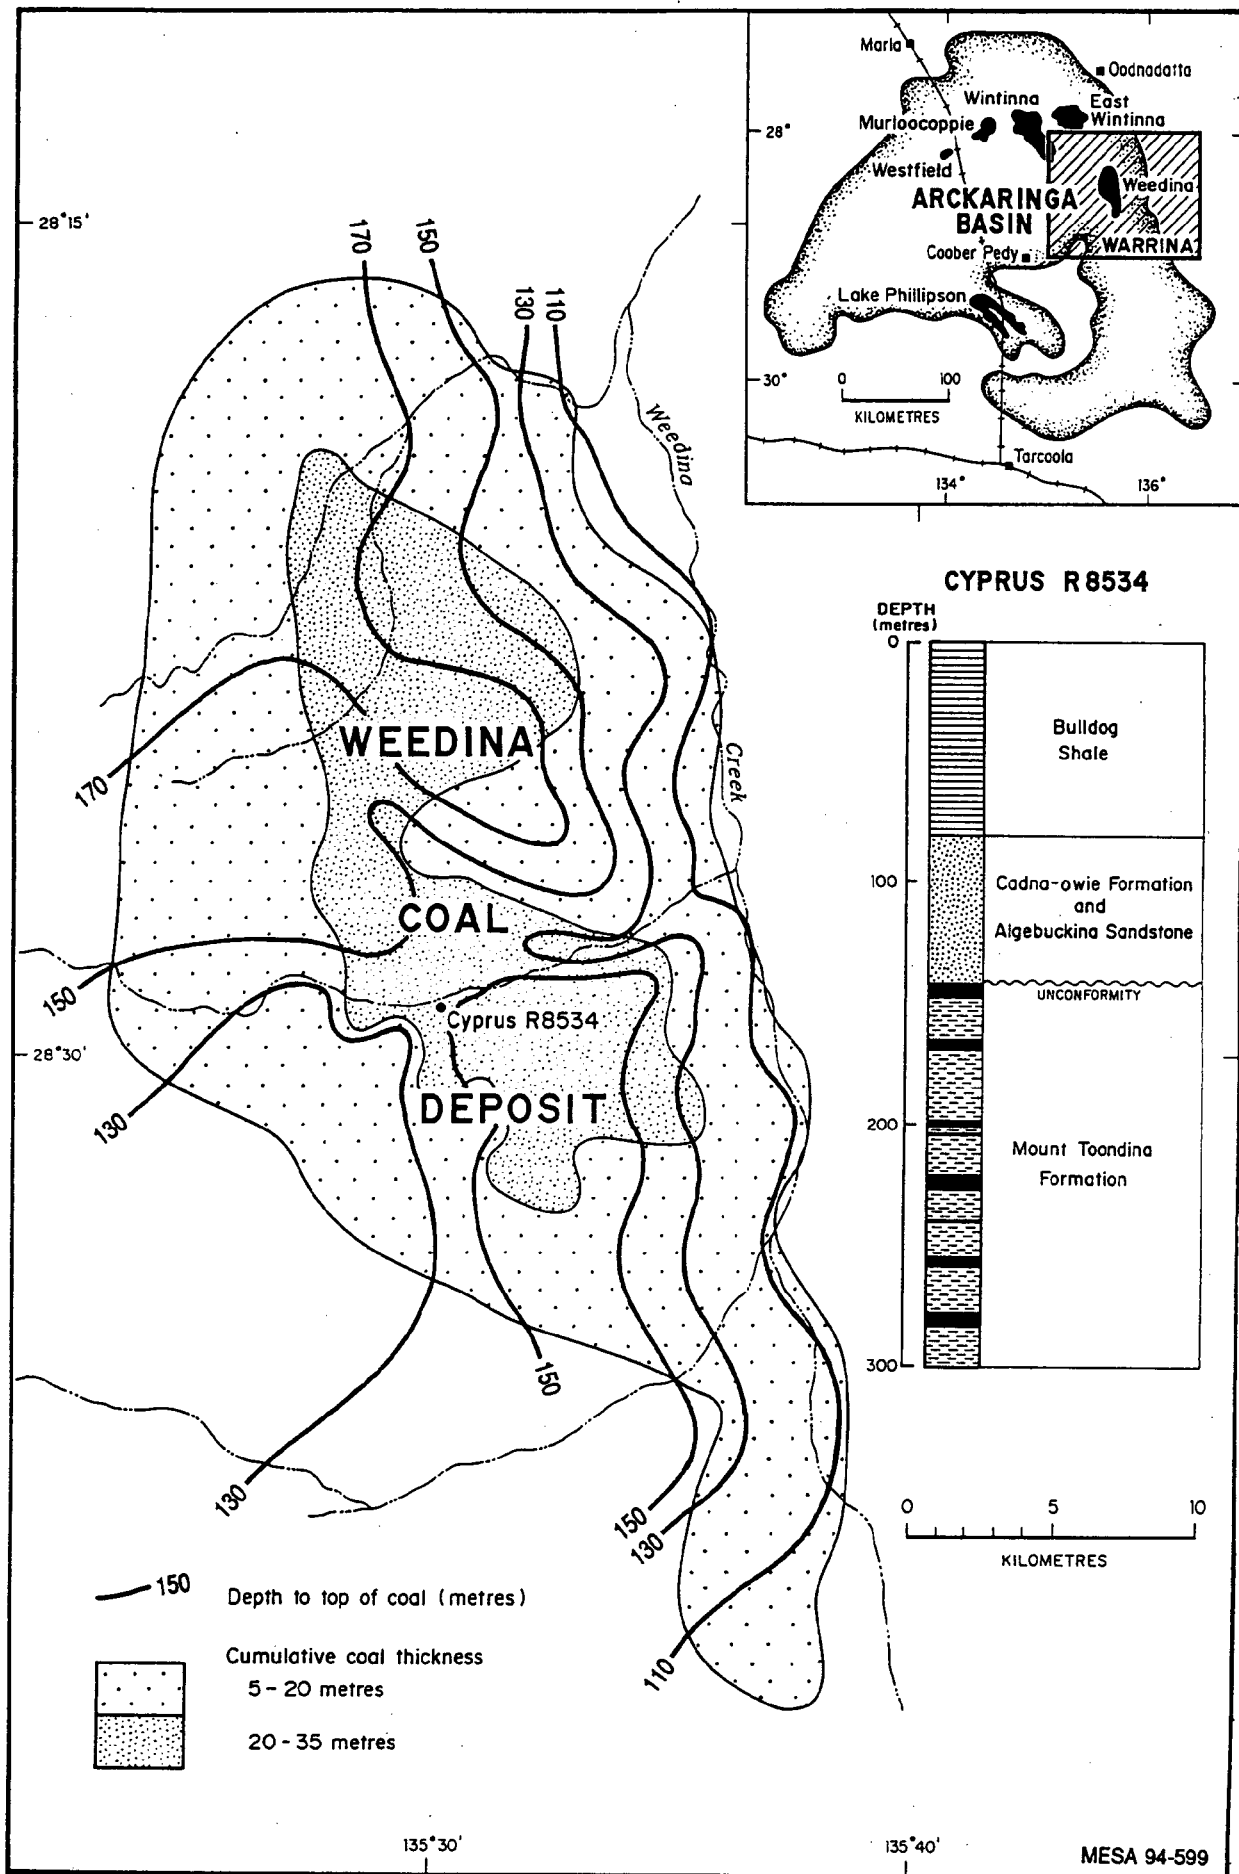 Marla
Oodnadatta
Wintinna
East
Wintinna
Murloocoppie
28°
Westfield
Weedina
ARCKARINGA
BASIN
WARRINA
Coober Pedy
Lake Phillipson
30°
0 100
KILOMETRES
Tarcoola
134° 136°
28°15'
170
150
130
110
Weedina
Creek
WEEDINA
170
COAL
150
Cyprus R8534
28°30'
130
DEPOSIT
150
130
150
130
110
CYPRUS R8534
DEPTH
(metres)
0
Bulldog
Shale
100
Cadna-owie Formation
and
Algebuckina Sandstone
UNCONFORMITY
200
Mount Toondina
Formation
300
0 5 10
KILOMETRES
150 Depth to top of coal (metres)
Cumulative coal thickness
5-20 metres
20-35 metres
135°30' 135°40'
MESA 94-599